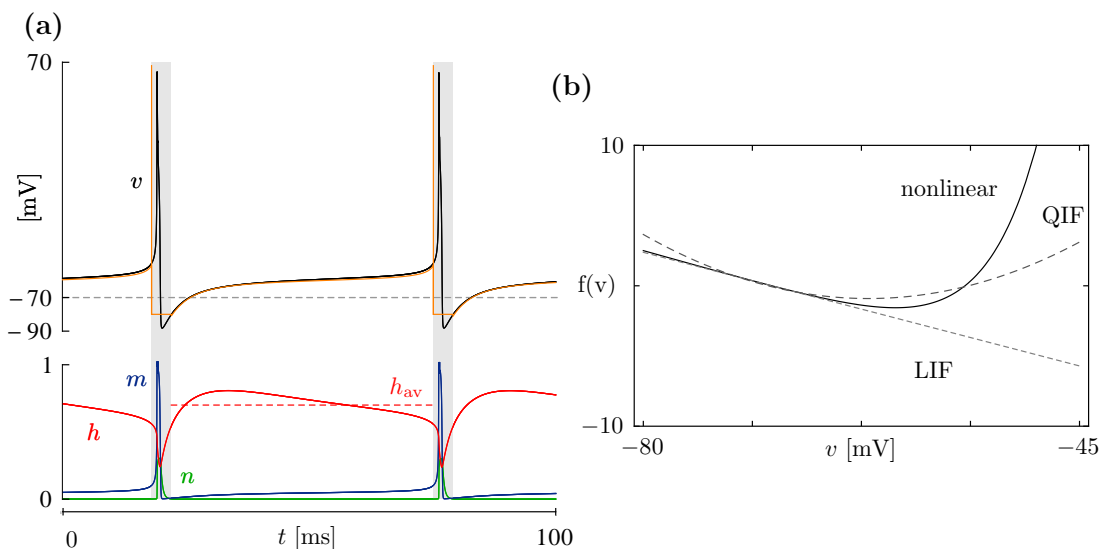 (a)
70
v
[mV]
−70
−90
1
m
h_av
h
n
0
0
t [ms]
100
(b)
10
nonlinear
QIF
f(v)
LIF
−10
−80
v [mV]
−45